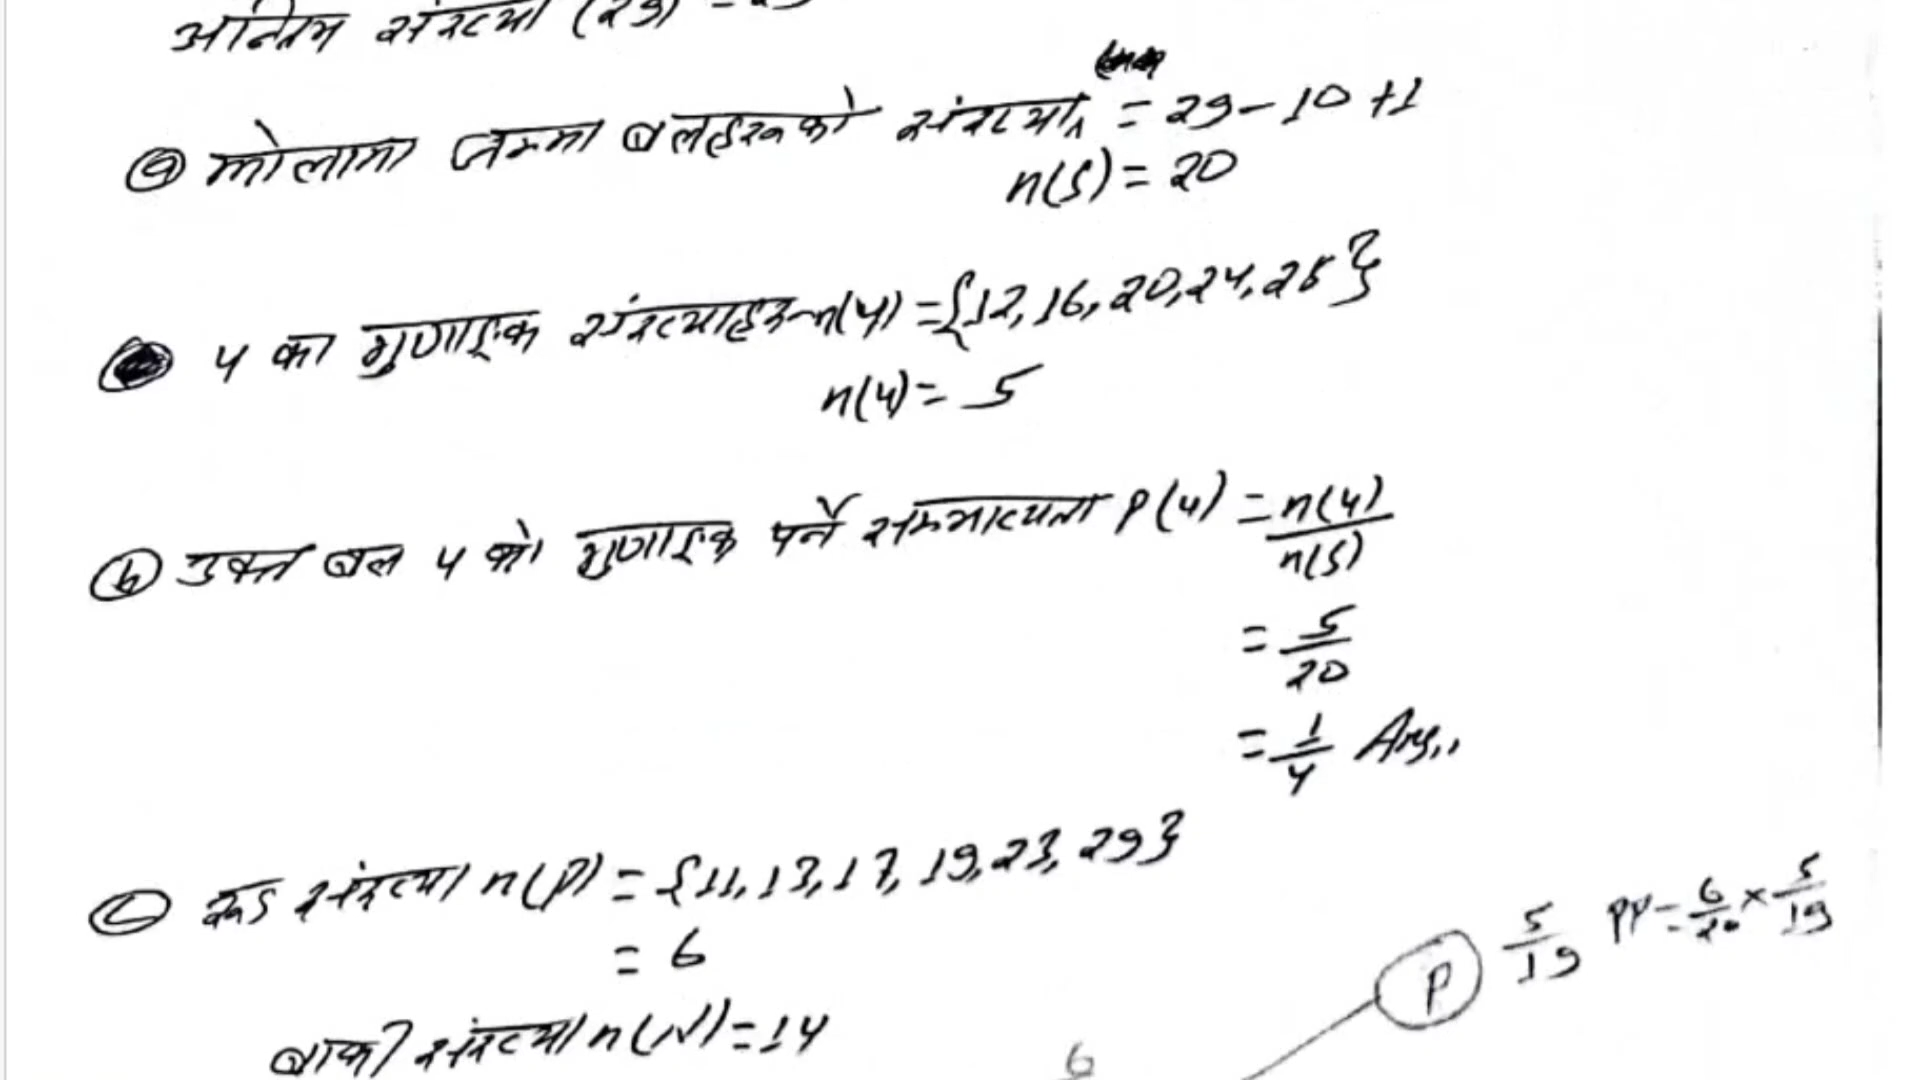 अन्तिम संख्या (29) = 29
(a) झोलामा जम्मा बलहरूको संख्या = 29 - 10 + 1
n(S) = 20
4 का गुणाङ्क संख्याहरू n(4) = {12, 16, 20, 24, 28}
n(4) = 5
(b) उक्त बल 4 को गुणाङ्क पर्ने सम्भाव्यता P(4) = n(4)/n(S)
= 5/20
= 1/4 Ans.,
(c) रूढ संख्या n(P) = {11, 13, 17, 19, 23, 29}
= 6
बाकी संख्या n(N) = 14
P 5/19 PP = 6/20 × 5/19
6